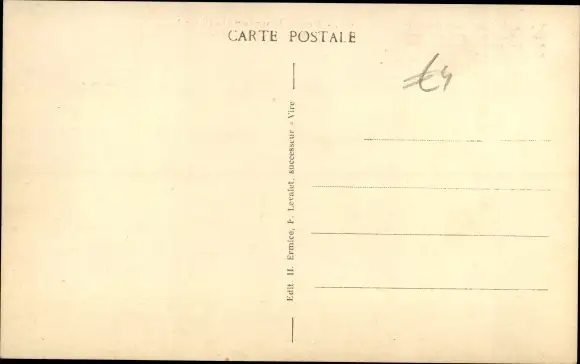 CARTE POSTALE
€4
Edit. H. Ermice, P. Levalet, successeur - Vire